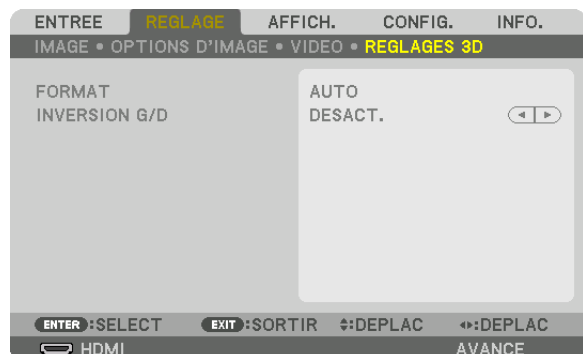 ENTREE REGLAGE AFFICH. CONFIG. INFO.
IMAGE • OPTIONS D'IMAGE • VIDEO • REGLAGES 3D
FORMAT AUTO
INVERSION G/D DESACT.
ENTER :SELECT EXIT :SORTIR :DEPLAC :DEPLAC
HDMI AVANCE